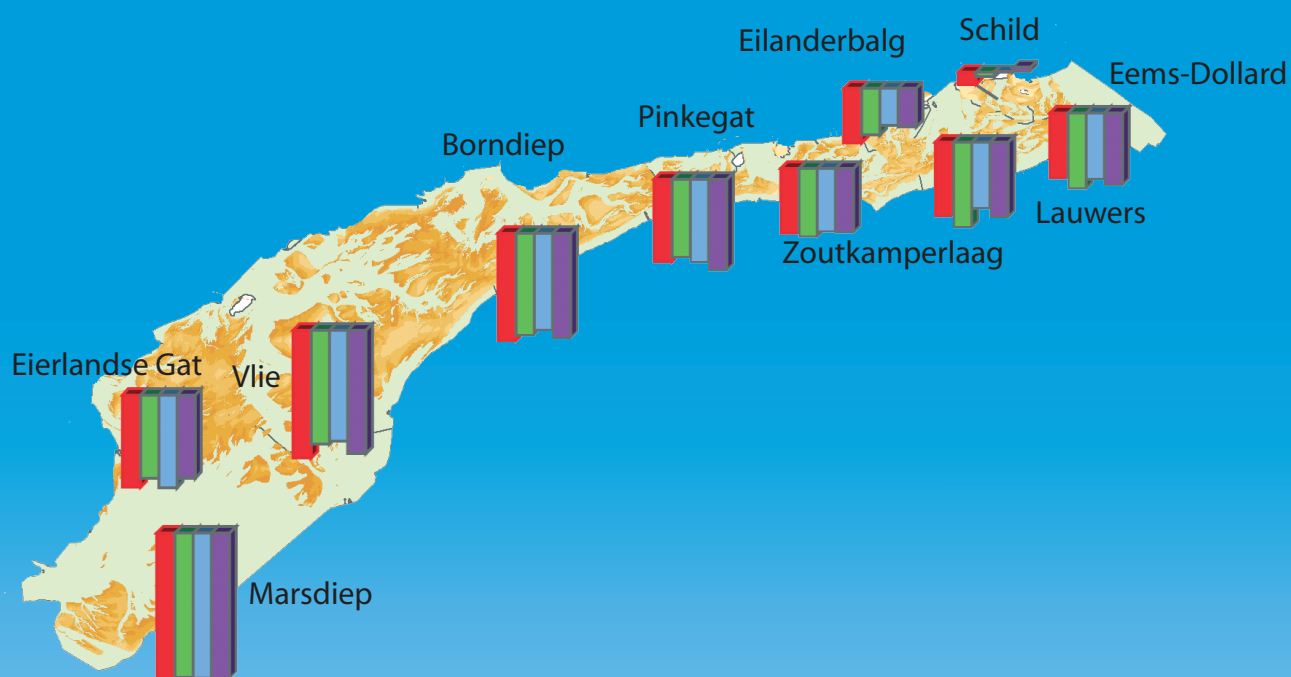 Schild
Eilanderbalg
Eems-Dollard
Pinkegat
Borndiep
Lauwers
Zoutkamperlaag
Eierlandse Gat
Vlie
Marsdiep